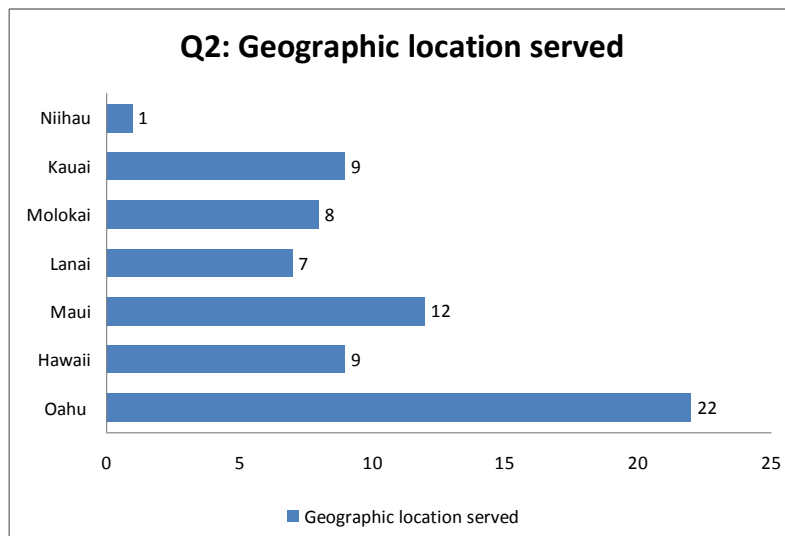 Q2: Geographic location served
Niihau 1
Kauai 9
Molokai 8
Lanai 7
Maui 12
Hawaii 9
Oahu 22
0 5 10 15 20 25
Geographic location served